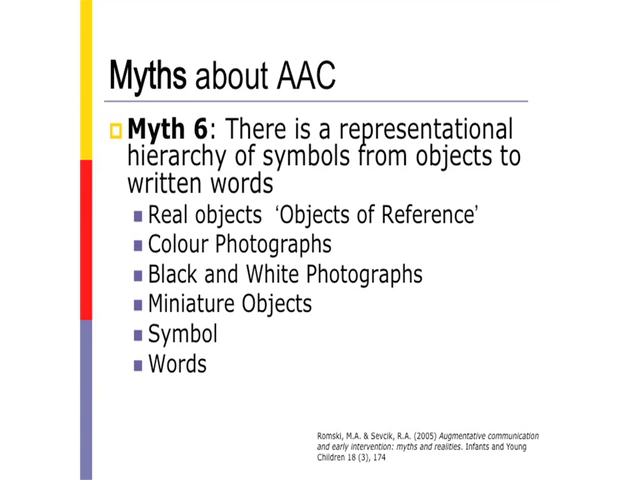 Myths about AAC
Myth 6: There is a representational
hierarchy of symbols from objects to
written words
Real objects ‘Objects of Reference’
Colour Photographs
Black and White Photographs
Miniature Objects
Symbol
Words
Romski, M.A. & Sevcik, R.A. (2005) Augmentative communication
and early intervention: myths and realities. Infants and Young
Children 18 (3), 174